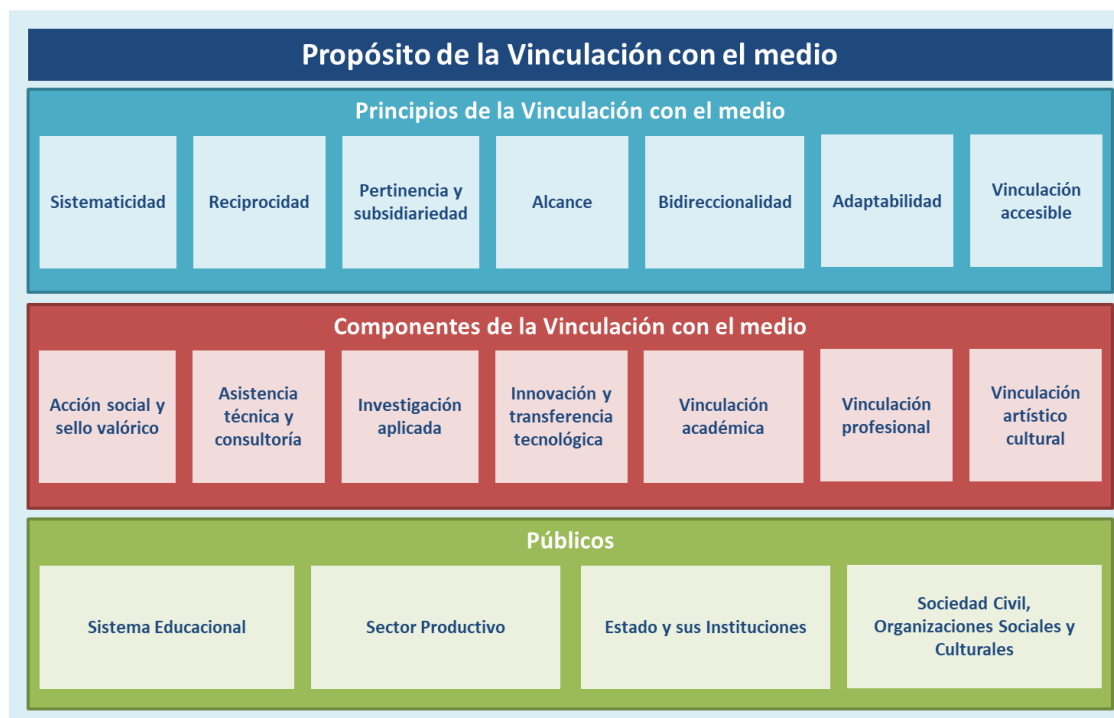 Propósito de la Vinculación con el medio
Principios de la Vinculación con el medio
Sistematicidad
Reciprocidad
Pertinencia y
subsidiariedad
Alcance
Bidireccionalidad
Adaptabilidad
Vinculación
accesible
Componentes de la Vinculación con el medio
Acción social y
sello valórico
Asistencia
técnica y
consultoría
Investigación
aplicada
Innovación y
transferencia
tecnológica
Vinculación
académica
Vinculación
profesional
Vinculación
artístico
cultural
Públicos
Sistema Educacional
Sector Productivo
Estado y sus Instituciones
Sociedad Civil,
Organizaciones Sociales y
Culturales